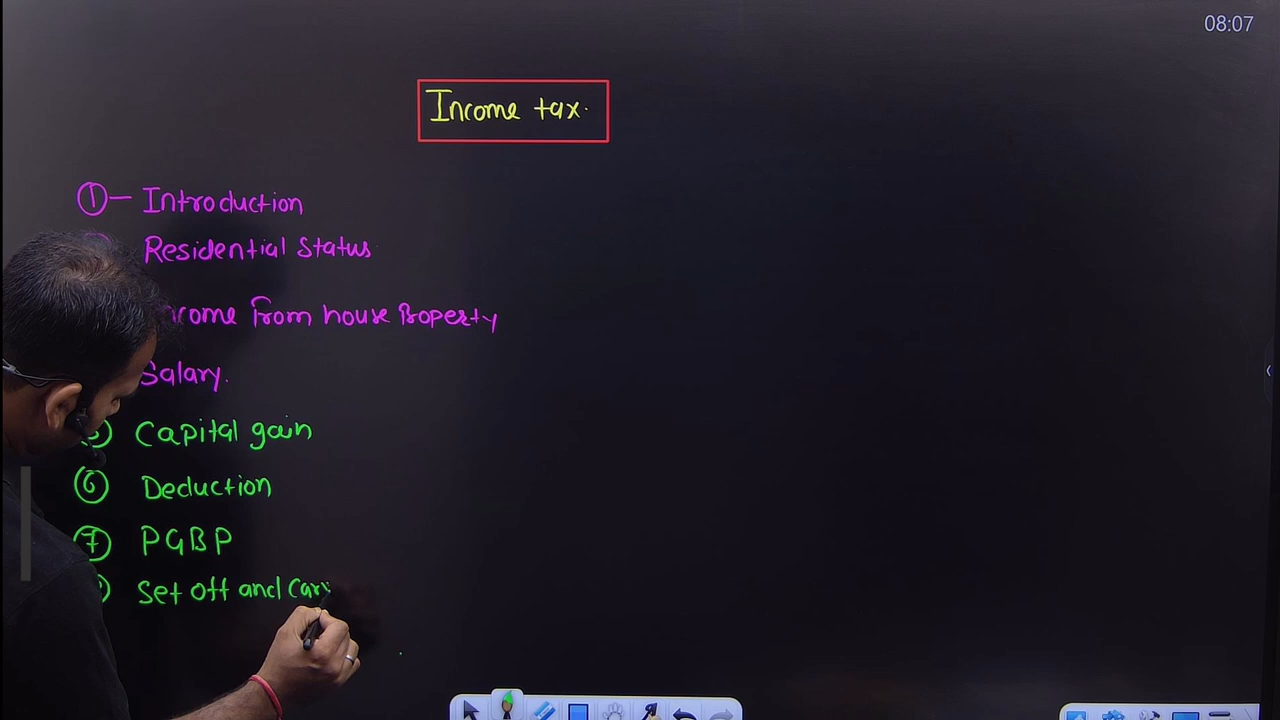 08:07
Income tax.
① — Introduction
Residential Status
ncome From house Property
Salary.
Capital gain
⑥ Deduction
⑦ PGBP
Set Off and Carr